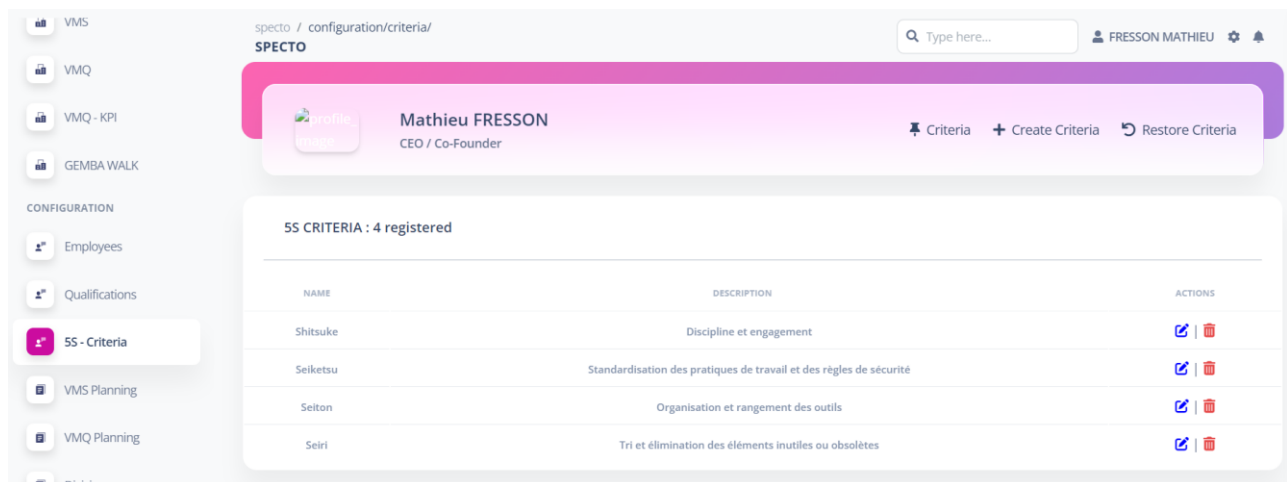 VMS
VMQ
VMQ - KPI
GEMBA WALK
CONFIGURATION
Employees
Qualifications
5S - Criteria
VMS Planning
VMQ Planning
specto / configuration/criteria/
SPECTO
Type here...
FRESSON MATHIEU
profile_image
Mathieu FRESSON
CEO / Co-Founder
Criteria
Create Criteria
Restore Criteria
5S CRITERIA : 4 registered
NAME DESCRIPTION ACTIONS
Shitsuke Discipline et engagement |
Seiketsu Standardisation des pratiques de travail et des règles de sécurité |
Seiton Organisation et rangement des outils |
Seiri Tri et élimination des éléments inutiles ou obsolètes |